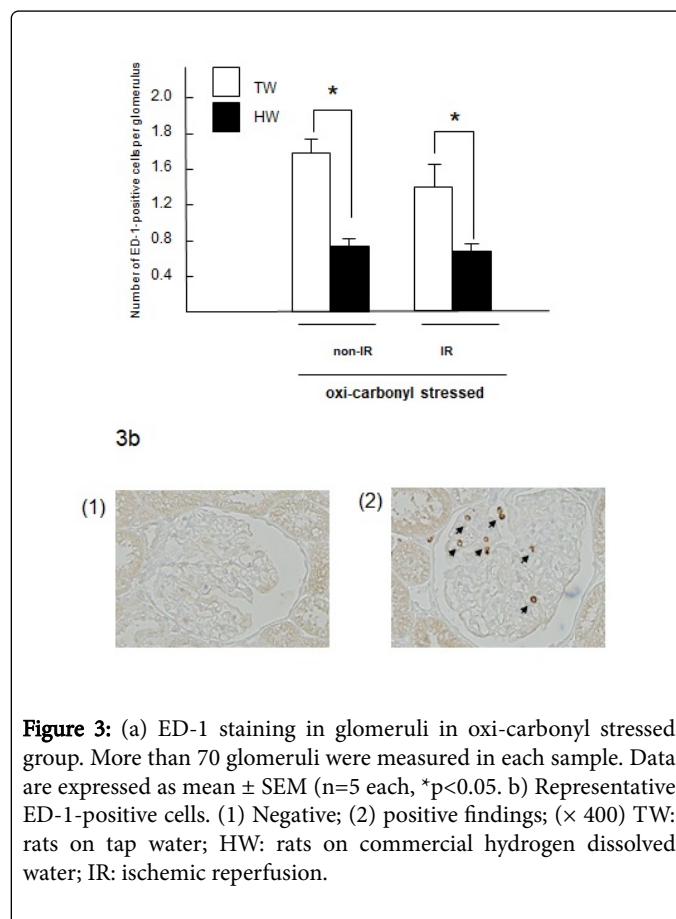 Number of ED-1-positive cells per glomerulus
2.0
1.8
1.6
1.2
0.8
0.4
TW
HW
*
*
non-IR
IR
oxi-carbonyl stressed
3b
(1)
(2)
Figure 3: (a) ED-1 staining in glomeruli in oxi-carbonyl stressed
group. More than 70 glomeruli were measured in each sample. Data
are expressed as mean ± SEM (n=5 each, *p<0.05. b) Representative
ED-1-positive cells. (1) Negative; (2) positive findings; (× 400) TW:
rats on tap water; HW: rats on commercial hydrogen dissolved
water; IR: ischemic reperfusion.